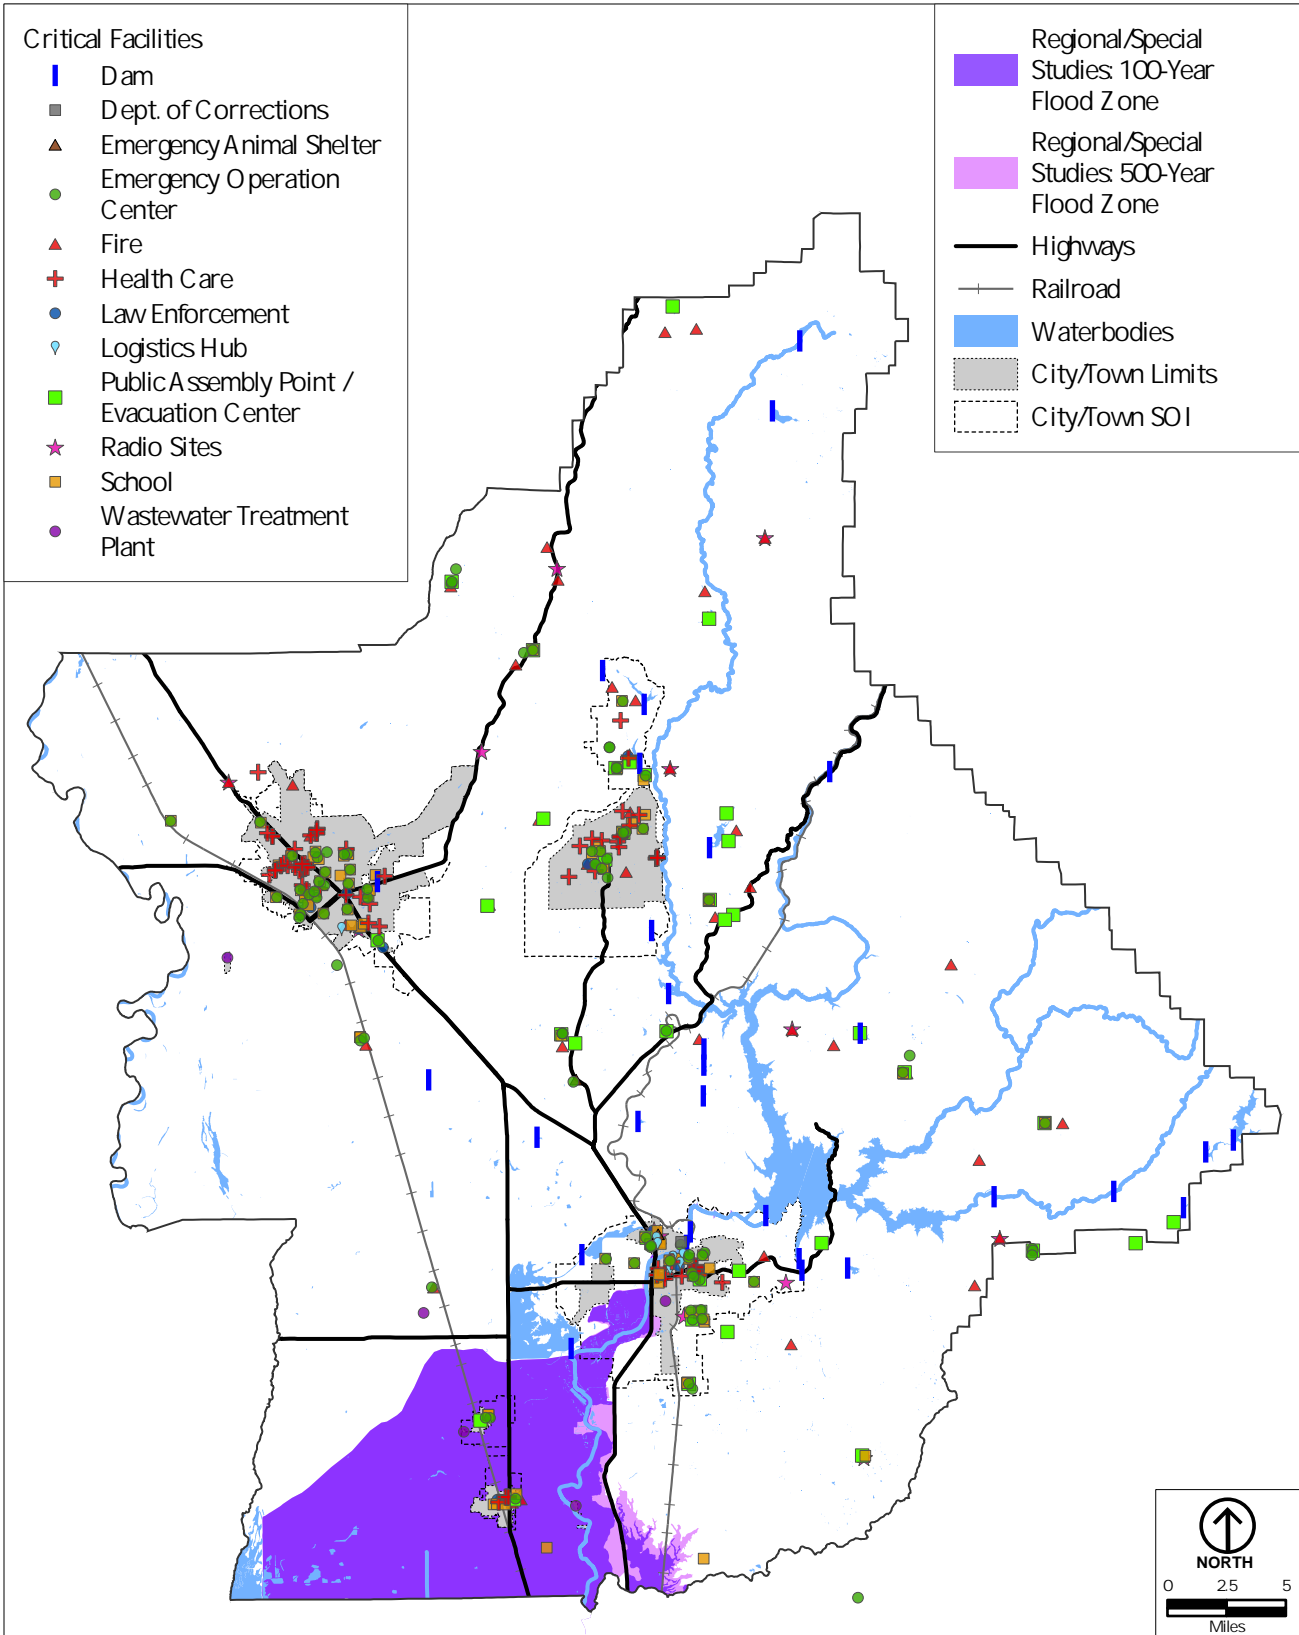 Critical Facilities
Dam
Dept. of Corrections
Emergency Animal Shelter
Emergency Operation
Center
Fire
Health Care
Law Enforcement
Logistics Hub
Public Assembly Point /
Evacuation Center
Radio Sites
School
Wastewater Treatment
Plant
Regional/Special
Studies: 100-Year
Flood Zone
Regional/Special
Studies: 500-Year
Flood Zone
Highways
Railroad
Waterbodies
City/Town Limits
City/Town SOI
NORTH
0 2.5 5
Miles